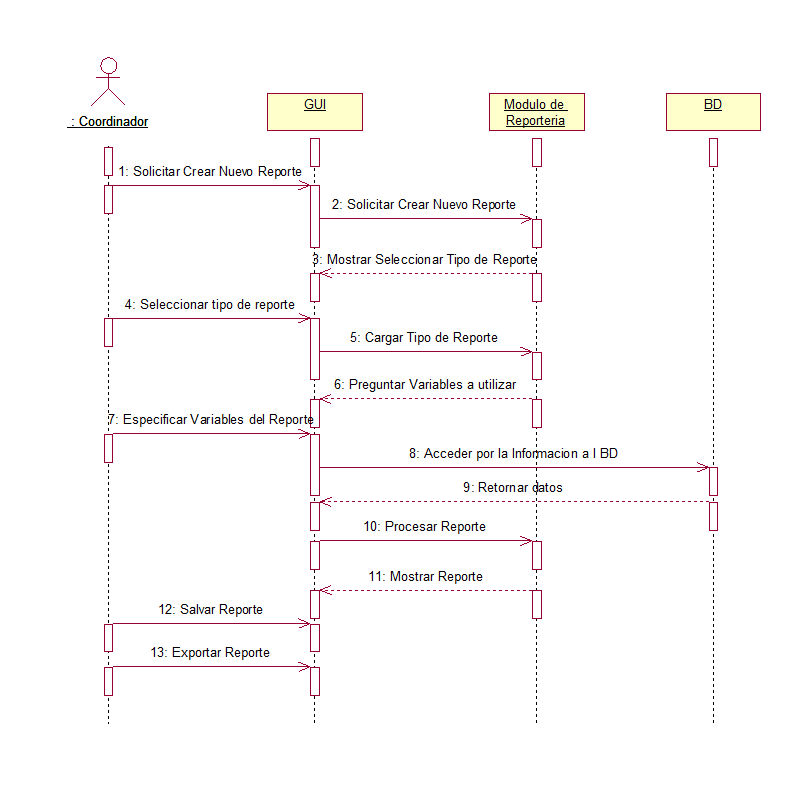 : Coordinador
GUI
Modulo de
Reporteria
BD
1: Solicitar Crear Nuevo Reporte
2: Solicitar Crear Nuevo Reporte
3: Mostrar Seleccionar Tipo de Reporte
4: Seleccionar tipo de reporte
5: Cargar Tipo de Reporte
6: Preguntar Variables a utilizar
7: Especificar Variables del Reporte
8: Acceder por la Informacion a l BD
9: Retornar datos
10: Procesar Reporte
11: Mostrar Reporte
12: Salvar Reporte
13: Exportar Reporte